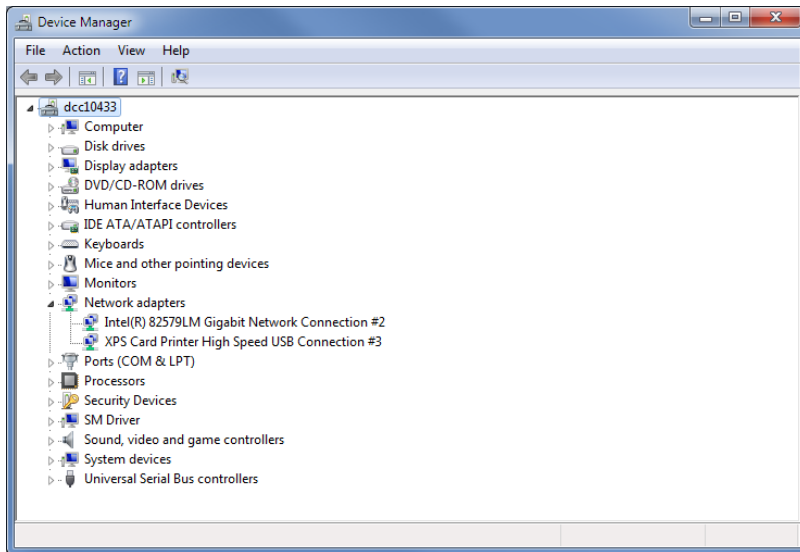 Device Manager
File Action View Help
dcc10433
Computer
Disk drives
Display adapters
DVD/CD-ROM drives
Human Interface Devices
IDE ATA/ATAPI controllers
Keyboards
Mice and other pointing devices
Monitors
Network adapters
Intel(R) 82579LM Gigabit Network Connection #2
XPS Card Printer High Speed USB Connection #3
Ports (COM & LPT)
Processors
Security Devices
SM Driver
Sound, video and game controllers
System devices
Universal Serial Bus controllers